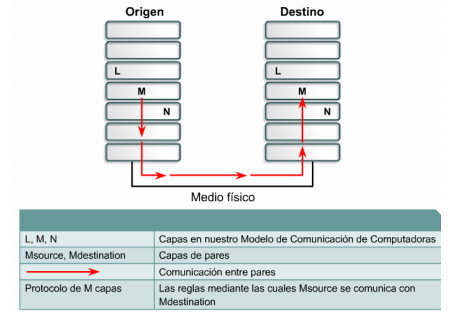 Origen Destino
L L
M M
N N
Medio físico
L, M, N Capas en nuestro Modelo de Comunicación de Computadoras
Msource, Mdestination Capas de pares
Comunicación entre pares
Protocolo de M capas Las reglas mediante las cuales Msource se comunica con
Mdestination